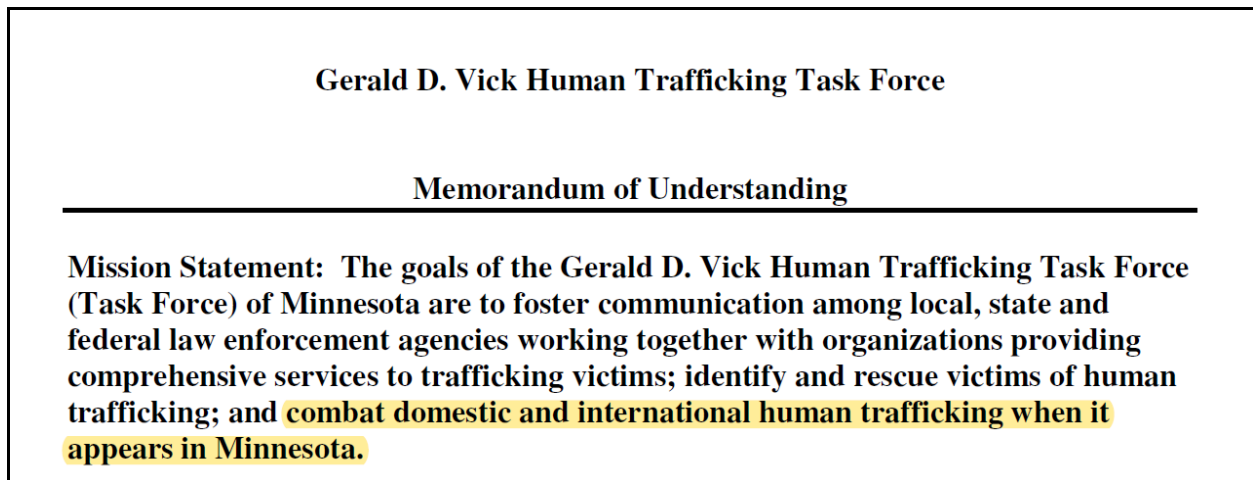 Gerald D. Vick Human Trafficking Task Force
Memorandum of Understanding
Mission Statement:  The goals of the Gerald D. Vick Human Trafficking Task Force
(Task Force) of Minnesota are to foster communication among local, state and
federal law enforcement agencies working together with organizations providing
comprehensive services to trafficking victims; identify and rescue victims of human
trafficking; and combat domestic and international human trafficking when it
appears in Minnesota.